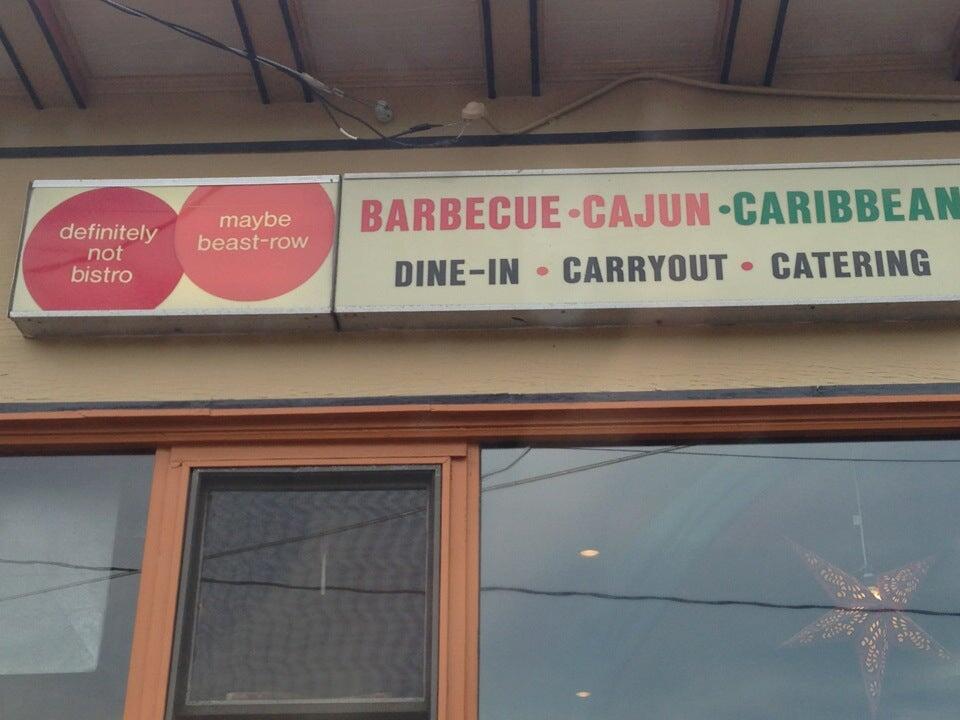 definitely
not
bistro
maybe
beast-row
BARBECUE • CAJUN • CARIBBEAN
DINE-IN • CARRYOUT • CATERING